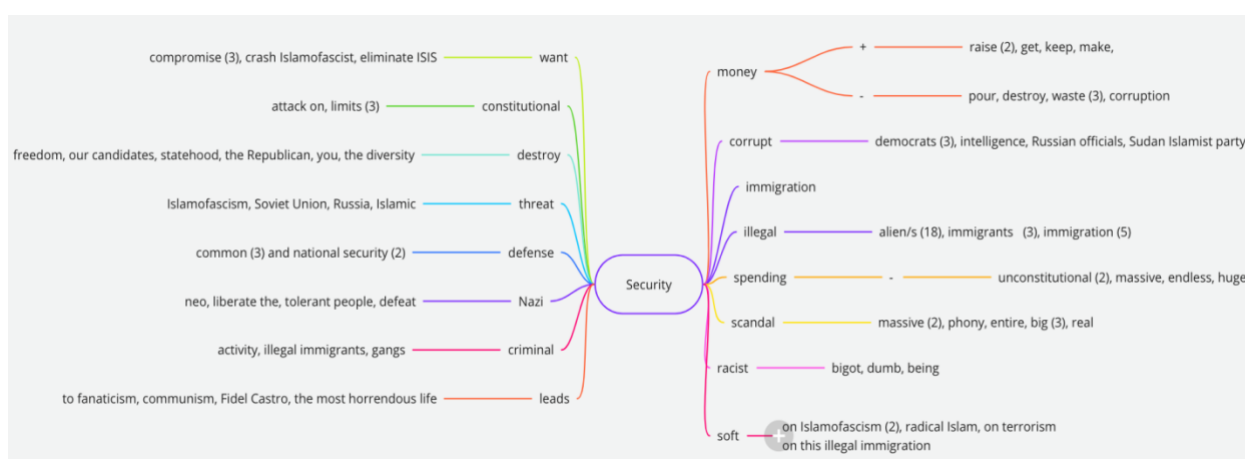 compromise (3), crash Islamofascist, eliminate ISIS want
attack on, limits (3) constitutional
freedom, our candidates, statehood, the Republican, you, the diversity destroy
Islamofascism, Soviet Union, Russia, Islamic threat
common (3) and national security (2) defense
neo, liberate the, tolerant people, defeat Nazi
activity, illegal immigrants, gangs criminal
to fanaticism, communism, Fidel Castro, the most horrendous life leads
Security
money
+ raise (2), get, keep, make,
- pour, destroy, waste (3), corruption
corrupt democrats (3), intelligence, Russian officials, Sudan Islamist party
immigration
illegal alien/s (18), immigrants (3), immigration (5)
spending - unconstitutional (2), massive, endless, huge
scandal massive (2), phony, entire, big (3), real
racist bigot, dumb, being
soft on Islamofascism (2), radical Islam, on terrorism
on this illegal immigration